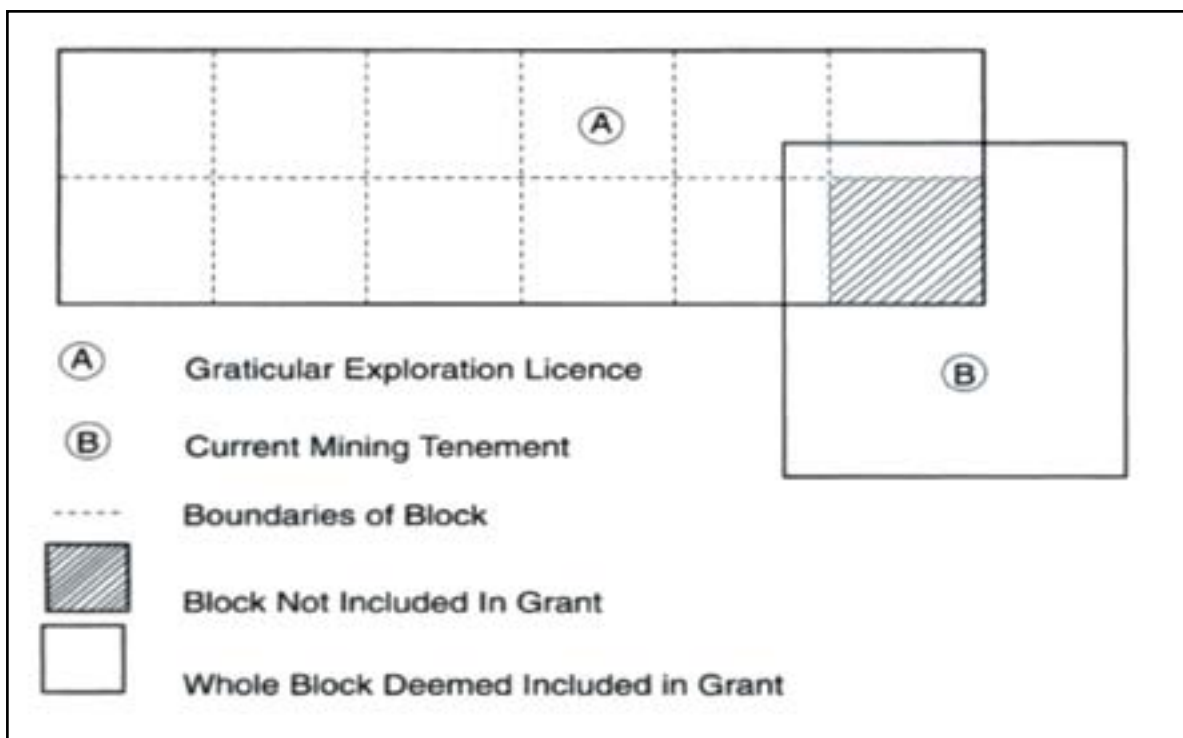 A
B
A Graticular Exploration Licence
B Current Mining Tenement
Boundaries of Block
Block Not Included In Grant
Whole Block Deemed Included in Grant